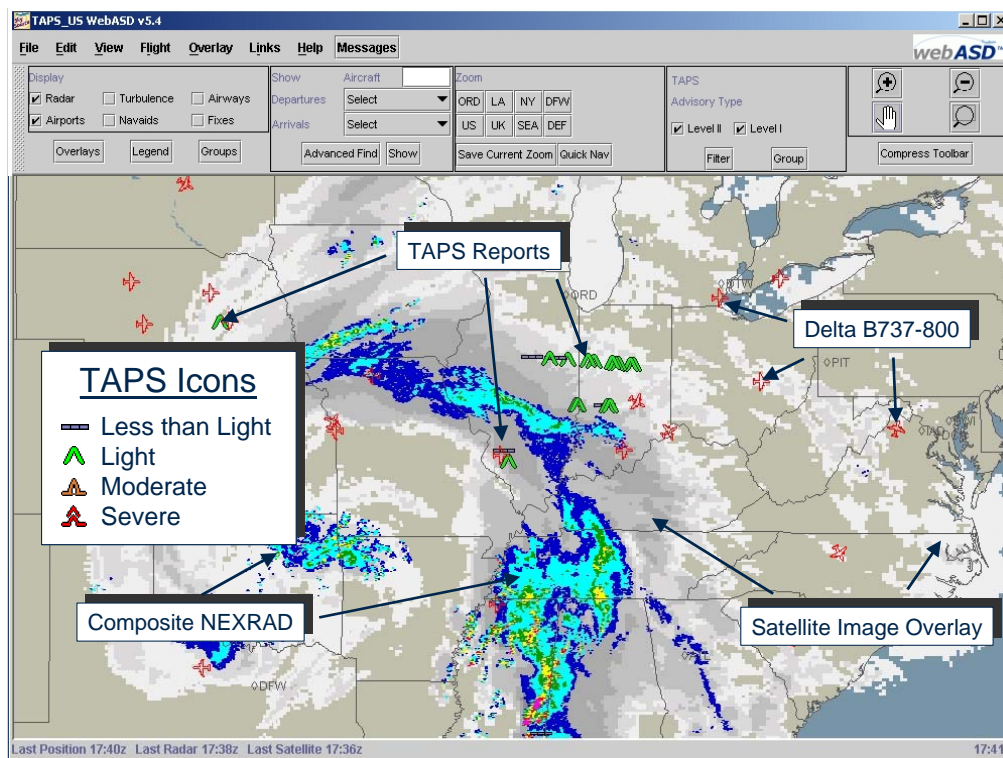 TAPS_US WebASD v5.4
File Edit View Flight Overlay Links Help Messages
webASD™
Display
Radar Turbulence Airways
Airports Navaids Fixes
Overlays Legend Groups
Show Aircraft
Departures Select
Arrivals Select
Advanced Find Show
Zoom
ORD LA NY DFW
US UK SEA DEF
Save Current Zoom Quick Nav
TAPS
Advisory Type
Level II Level I
Filter Group
Compress Toolbar
TAPS Reports
ORD
DTW
Delta B737-800
PIT
TAPS Icons
Less than Light
Light
Moderate
Severe
Composite NEXRAD
Satellite Image Overlay
DFW
Last Position 17:40z Last Radar 17:38z Last Satellite 17:36z
17:41